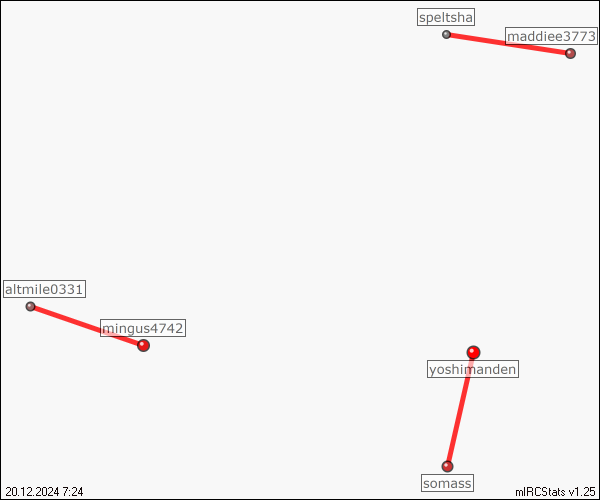 speltsha
maddiee3773
altmile0331
mingus4742
yoshimanden
somass
20.12.2024 7:24
mIRCStats v1.25